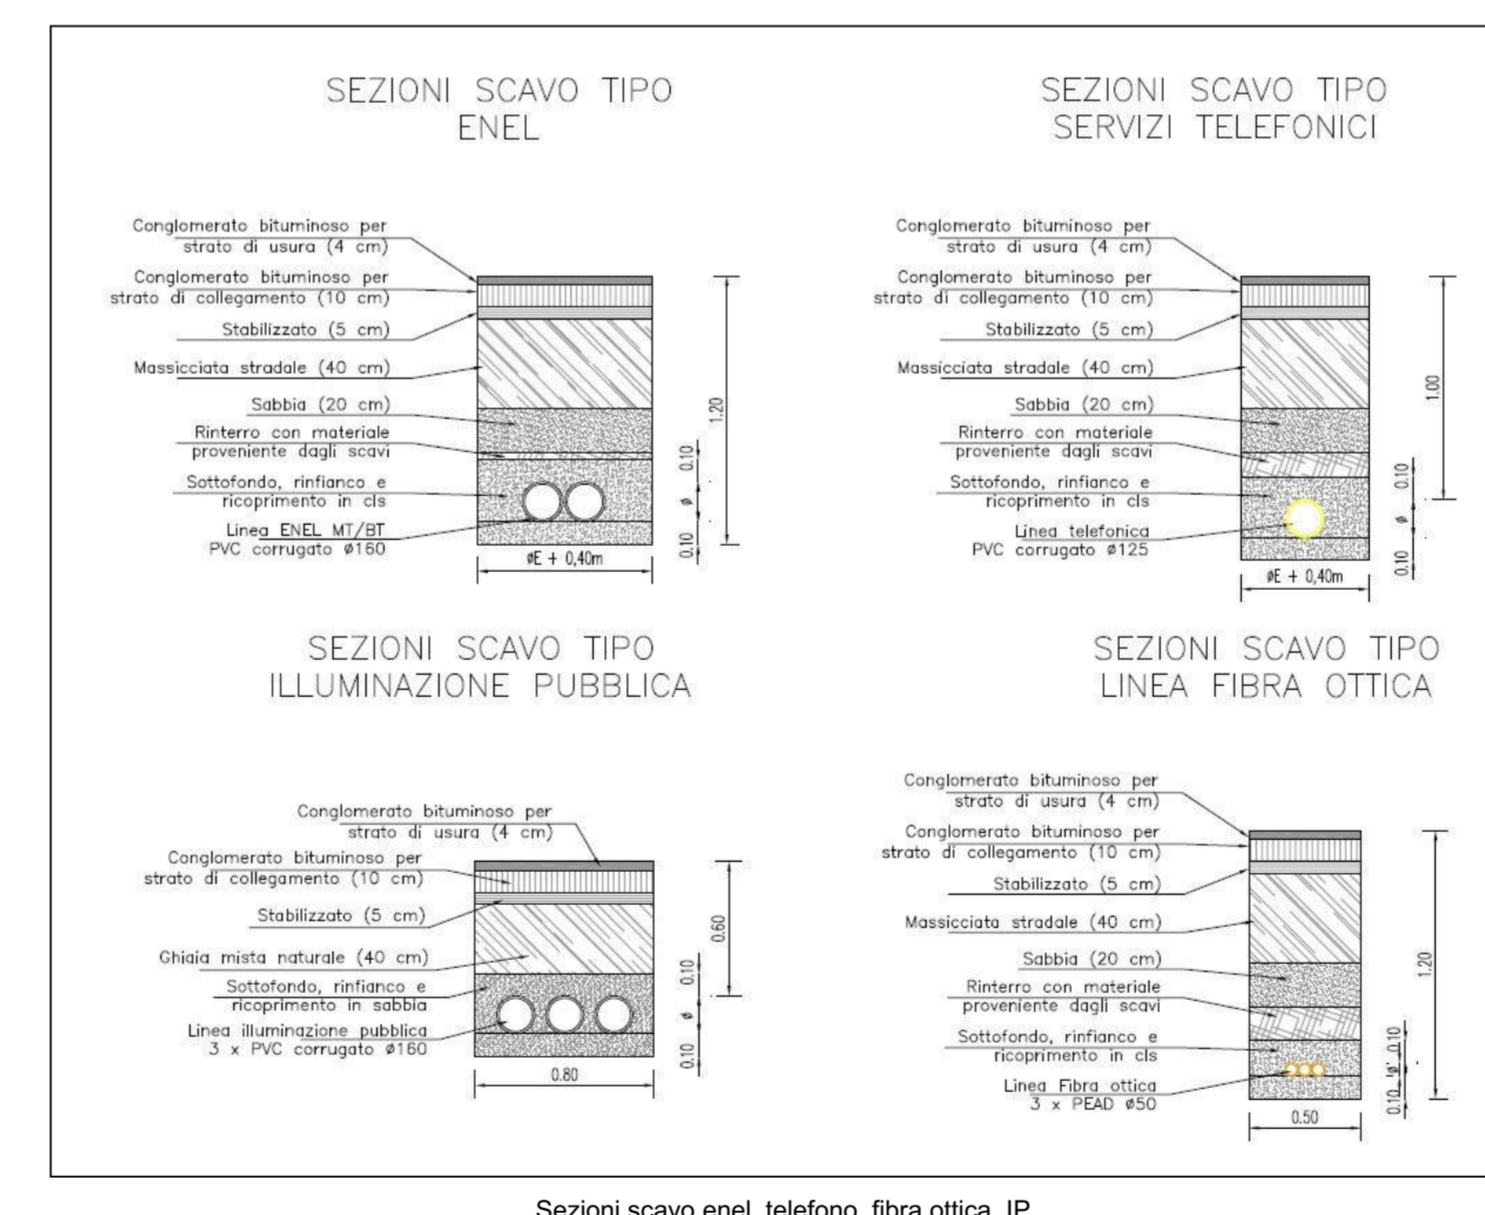 SEZIONI SCAVO TIPO
ENEL
Conglomerato bituminoso per
strato di usura (4 cm)
Conglomerato bituminoso per
strato di collegamento (10 cm)
Stabilizzato (5 cm)
Massicciata stradale (40 cm)
Sabbia (20 cm)
Rinterro con materiale
proveniente dagli scavi
Sottofondo, rinfianco e
ricoprimento in cls
Linea ENEL MT/BT
PVC corrugato ø160
1.20
0.10
ø
0.10
øE + 0,40m
SEZIONI SCAVO TIPO
SERVIZI TELEFONICI
Conglomerato bituminoso per
strato di usura (4 cm)
Conglomerato bituminoso per
strato di collegamento (10 cm)
Stabilizzato (5 cm)
Massicciata stradale (40 cm)
Sabbia (20 cm)
Rinterro con materiale
proveniente dagli scavi
Sottofondo, rinfianco e
ricoprimento in cls
Linea telefonica
PVC corrugato ø125
1.00
0.10
ø
0.10
øE + 0,40m
SEZIONI SCAVO TIPO
ILLUMINAZIONE PUBBLICA
Conglomerato bituminoso per
strato di usura (4 cm)
Conglomerato bituminoso per
strato di collegamento (10 cm)
Stabilizzato (5 cm)
Ghiaia mista naturale (40 cm)
Sottofondo, rinfianco e
ricoprimento in sabbia
Linea illuminazione pubblica
3 x PVC corrugato ø160
0.60
0.10
ø
0.10
0.80
SEZIONI SCAVO TIPO
LINEA FIBRA OTTICA
Conglomerato bituminoso per
strato di usura (4 cm)
Conglomerato bituminoso per
strato di collegamento (10 cm)
Stabilizzato (5 cm)
Massicciata stradale (40 cm)
Sabbia (20 cm)
Rinterro con materiale
proveniente dagli scavi
Sottofondo, rinfianco e
ricoprimento in cls
Linea Fibra ottica
3 x PEAD ø50
1.20
0.10
ø
0.10
0.50
Sezioni scavo enel, telefono, fibra ottica, IP